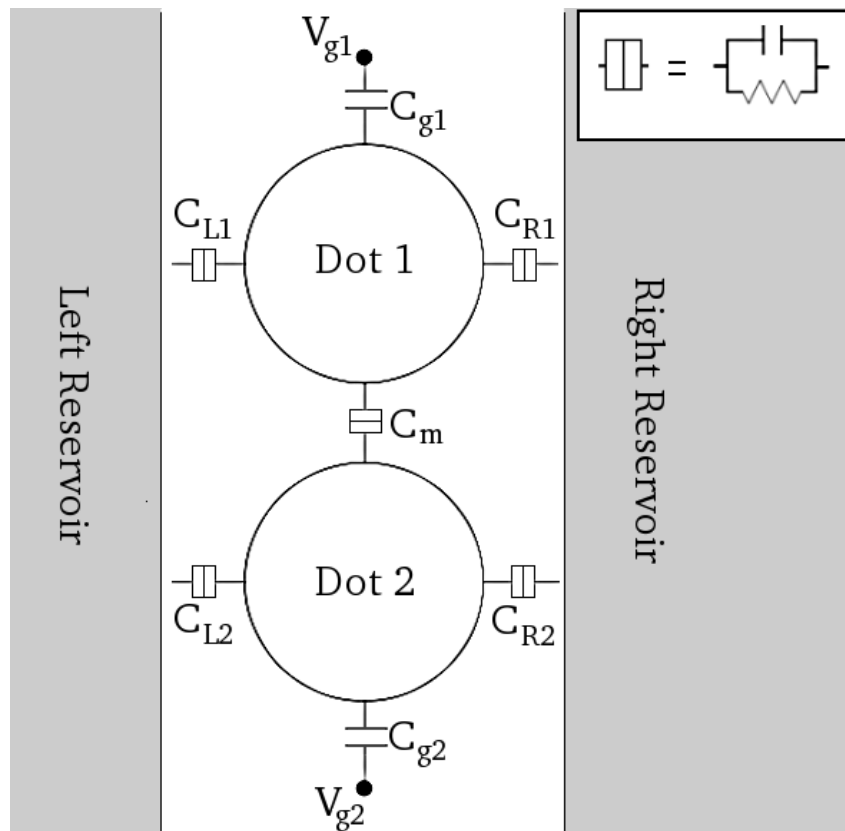 V_g1
C_g1
=
C_L1
C_R1
Dot 1
Left Reservoir
Right Reservoir
C_m
Dot 2
C_L2
C_R2
C_g2
V_g2